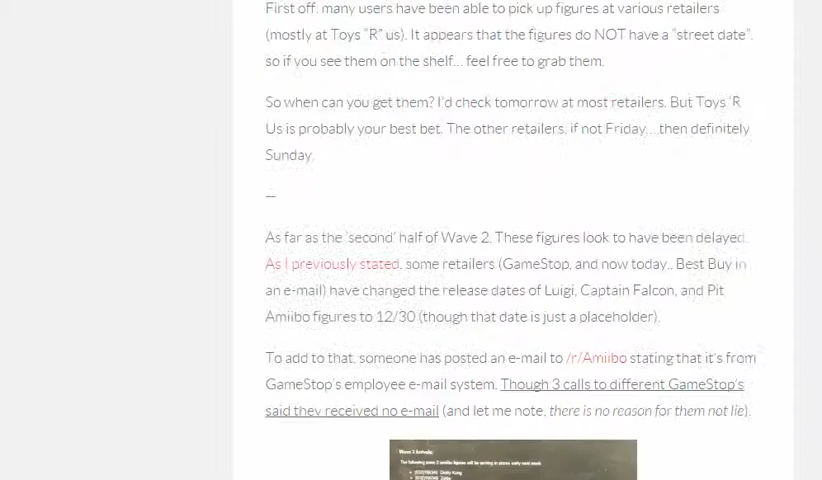 First off, many users have been able to pick up figures at various retailers
(mostly at Toys "R" us). It appears that the figures do NOT have a "street date",
so if you see them on the shelf... feel free to grab them.
So when can you get them? I'd check tomorrow at most retailers. But Toys 'R
Us is probably your best bet. The other retailers, if not Friday....then definitely
Sunday.
—
As far as the 'second' half of Wave 2. These figures look to have been delayed.
As I previously stated, some retailers (GameStop, and now today.. Best Buy in
an e-mail) have changed the release dates of Luigi, Captain Falcon, and Pit
Amiibo figures to 12/30 (though that date is just a placeholder).
To add to that, someone has posted an e-mail to /r/Amiibo stating that it's from
GameStop's employee e-mail system. Though 3 calls to different GameStop's
said they received no e-mail (and let me note, there is no reason for them not lie).